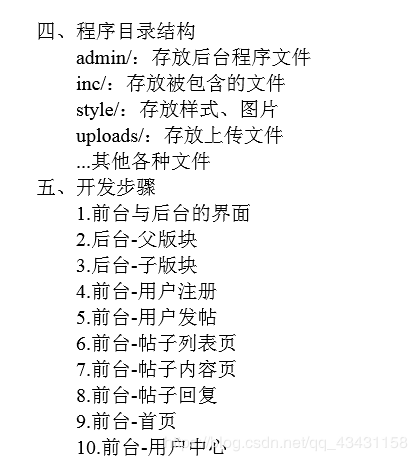 四、程序目录结构
admin/：存放后台程序文件
inc/：存放被包含的文件
style/：存放样式、图片
uploads/：存放上传文件
...其他各种文件
五、开发步骤
1.前台与后台的界面
2.后台-父版块
3.后台-子版块
4.前台-用户注册
5.前台-用户发帖
6.前台-帖子列表页
7.前台-帖子内容页
8.前台-帖子回复
9.前台-首页
10.前台-用户中心
blog.csdn.net/qq_43431158